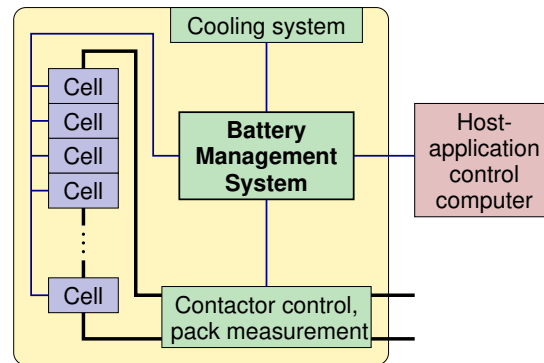 Cooling system
Cell
Cell
Cell
Cell
Cell
Battery
Management
System
Host-
application
control
computer
Contactor control,
pack measurement